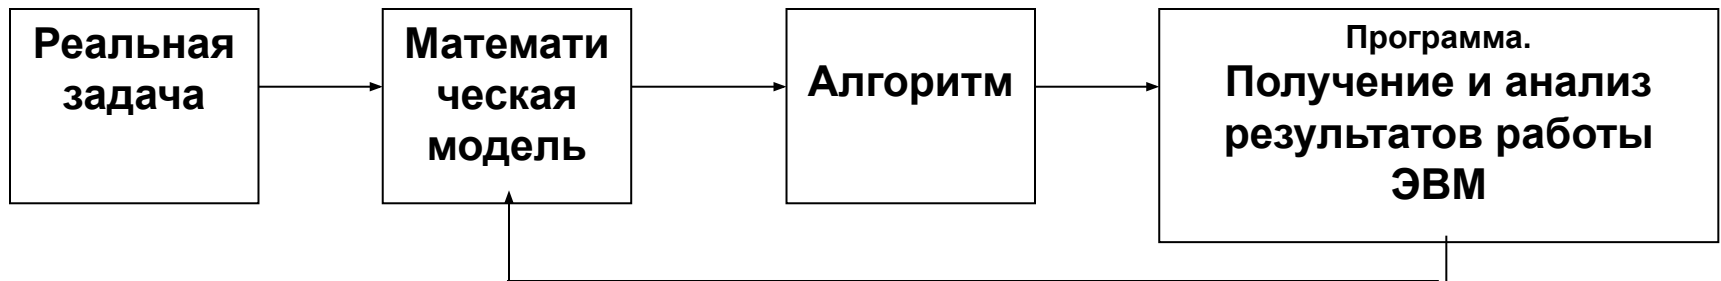 Реальная
задача
Математи
ческая
модель
Алгоритм
Программа.
Получение и анализ
результатов работы
ЭВМ